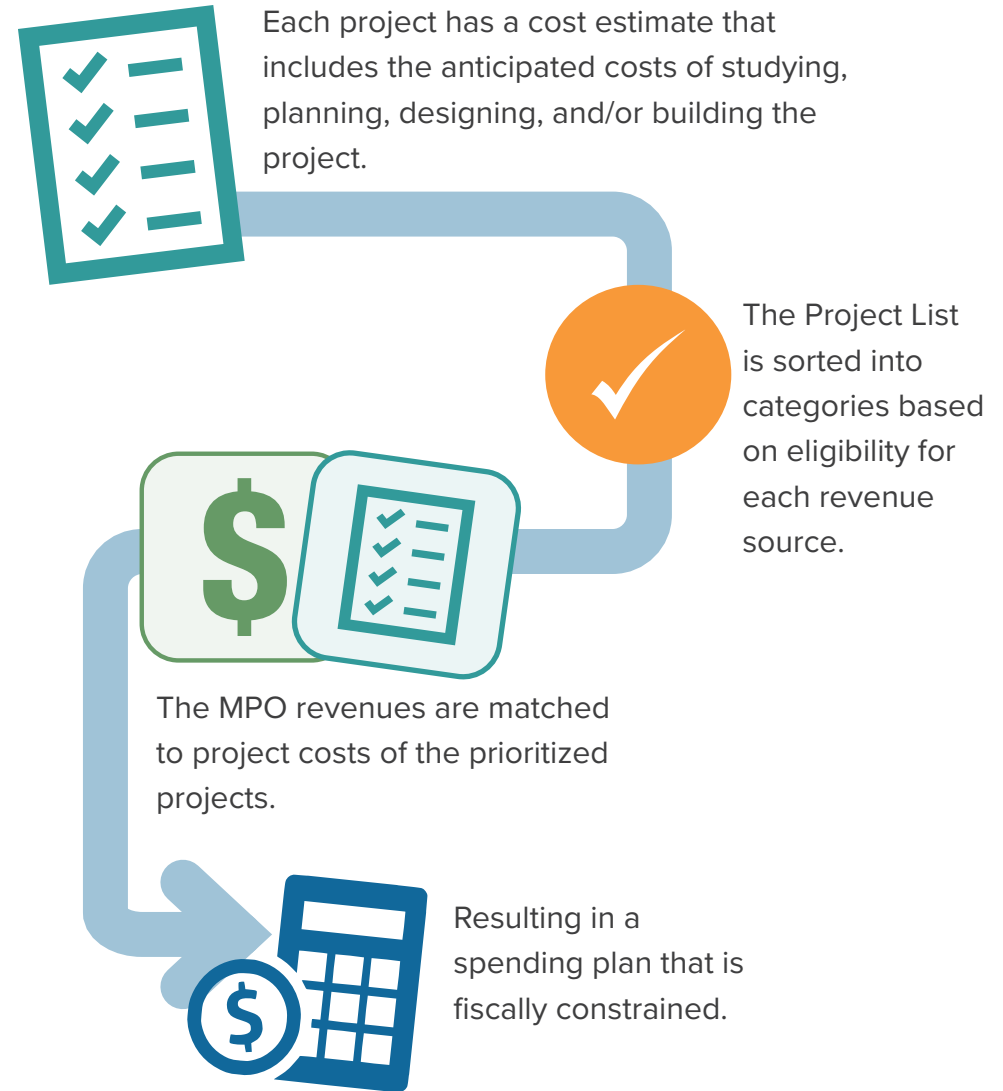 Each project has a cost estimate that
includes the anticipated costs of studying,
planning, designing, and/or building the
project.
The Project List
is sorted into
categories based
on eligibility for
each revenue
source.
$
The MPO revenues are matched
to project costs of the prioritized
projects.
Resulting in a
spending plan that is
fiscally constrained.
$